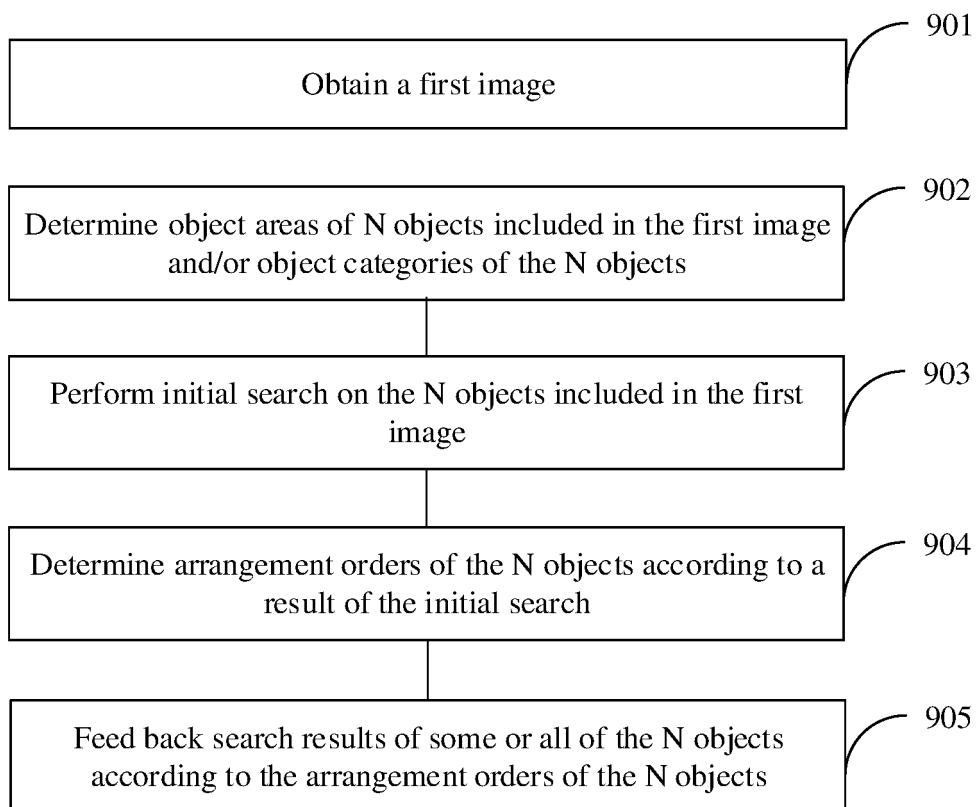 901
Obtain a first image
902
Determine object areas of N objects included in the first image
and/or object categories of the N objects
903
Perform initial search on the N objects included in the first
image
904
Determine arrangement orders of the N objects according to a
result of the initial search
905
Feed back search results of some or all of the N objects
according to the arrangement orders of the N objects